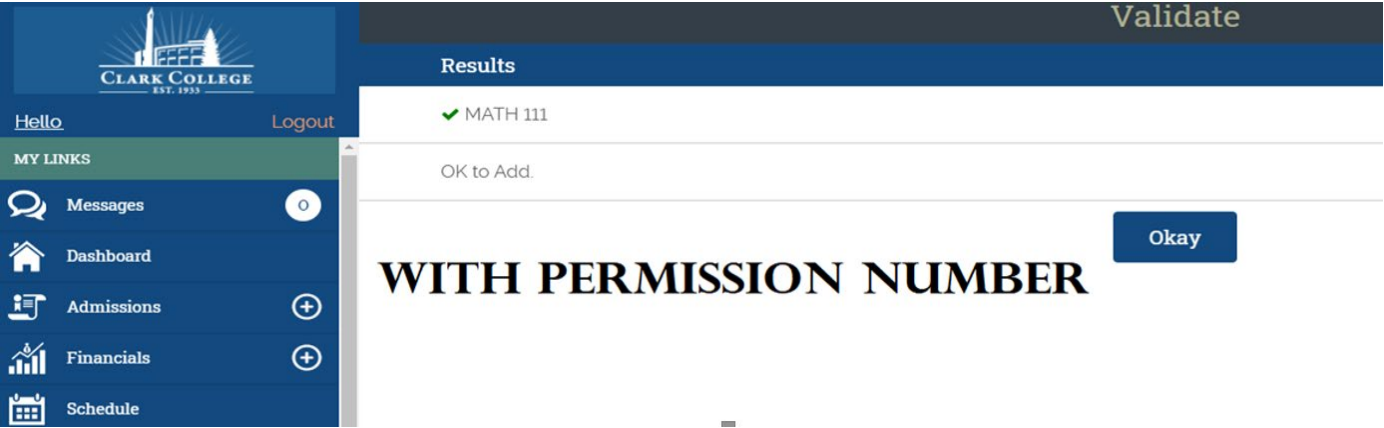 CLARK COLLEGE
EST. 1933
Hello
Logout
MY LINKS
Messages
0
Dashboard
Admissions
Financials
Schedule
Validate
Results
MATH 111
OK to Add.
Okay
WITH PERMISSION NUMBER